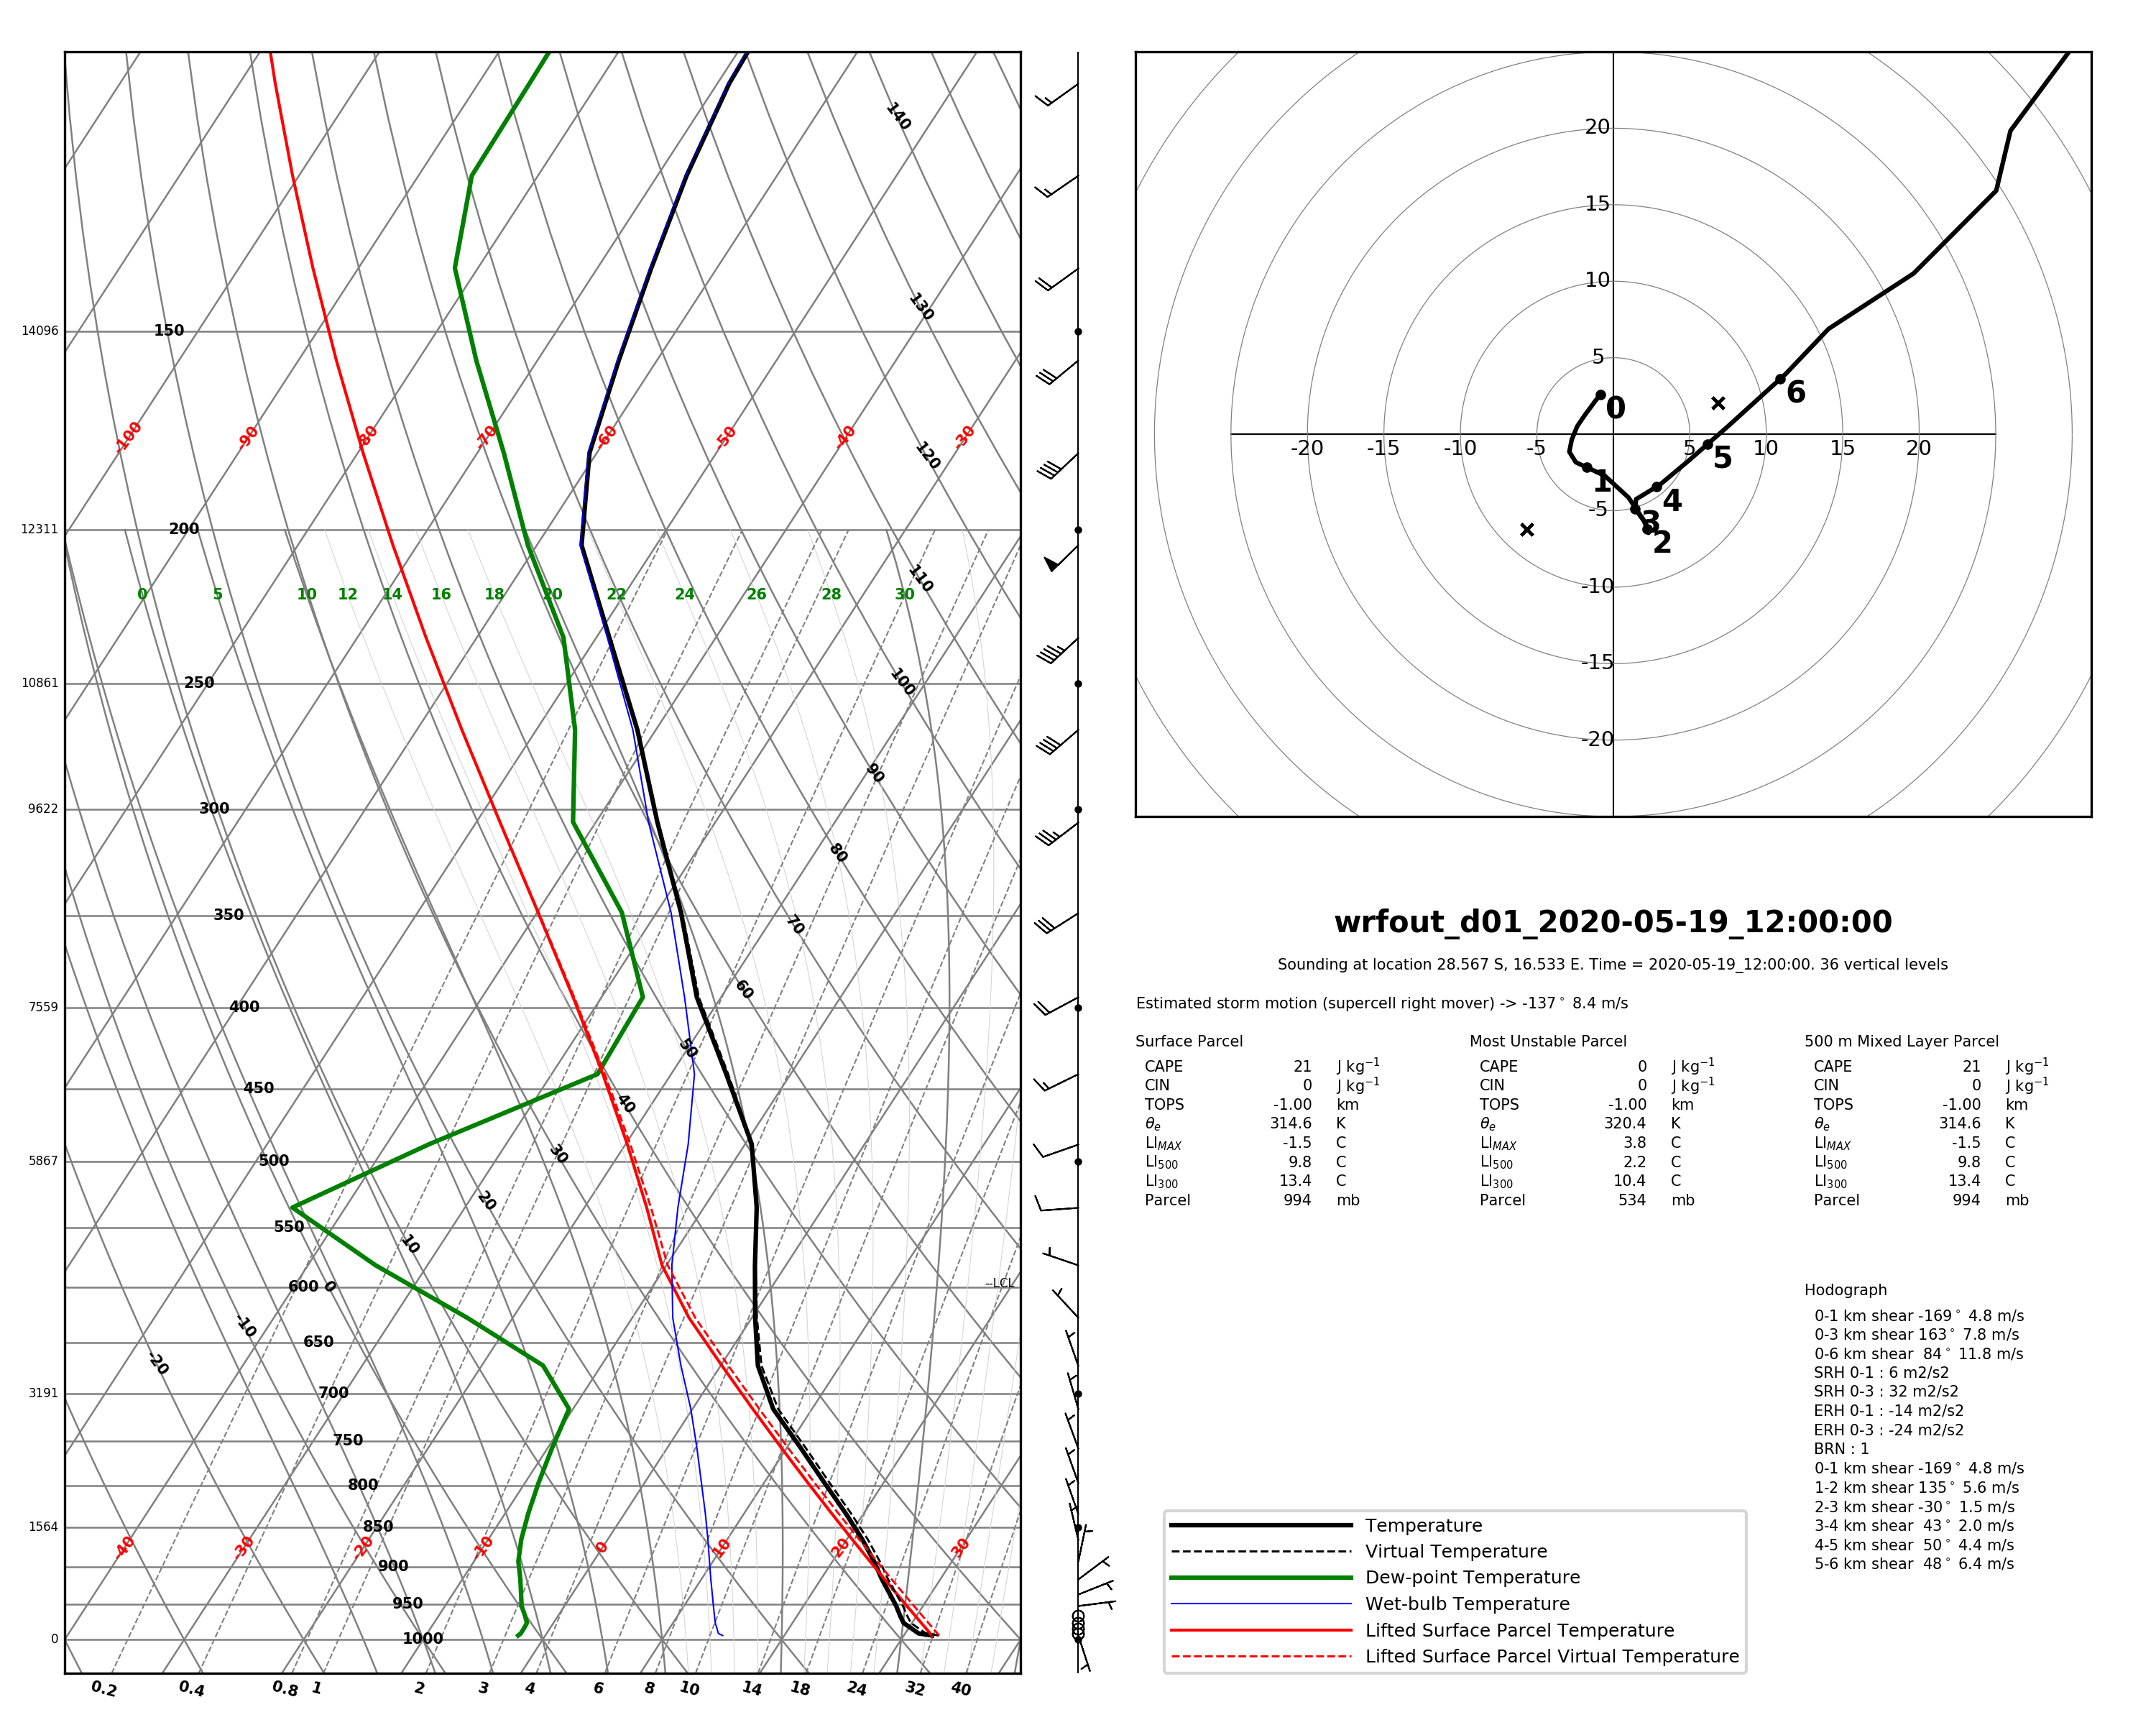 140
130
14096 150
-100 -90 -80 -70 -60 -50 -40 -30
120
12311 200
110
0 5 10 12 14 16 18 20 22 24 26 28 30
10861 250
100
90
9622 300
80
350
70
7559 400
60
50
450
40
5867 500
30
20
550
10
600 0
--LCL
-10
650
-20
3191 700
750
800
1564 850
-40 -30 -20 -10 0 10 20 30
900
950
0 1000
0.2 0.4 0.8 1 2 3 4 6 8 10 14 18 24 32 40
20
15
10
5
0
-20 -15 -10 -5 5 10 15 20
-5
-10
-15
-20
0
1
2
3
4
5
6
wrfout_d01_2020-05-19_12:00:00
Sounding at location 28.567 S, 16.533 E. Time = 2020-05-19_12:00:00. 36 vertical levels
Estimated storm motion (supercell right mover) -> -137° 8.4 m/s
Surface Parcel
CAPE 21 J kg⁻¹
CIN 0 J kg⁻¹
TOPS -1.00 km
θe 314.6 K
LIMAX -1.5 C
LI500 9.8 C
LI300 13.4 C
Parcel 994 mb
Most Unstable Parcel
CAPE 0 J kg⁻¹
CIN 0 J kg⁻¹
TOPS -1.00 km
θe 320.4 K
LIMAX 3.8 C
LI500 2.2 C
LI300 10.4 C
Parcel 534 mb
500 m Mixed Layer Parcel
CAPE 21 J kg⁻¹
CIN 0 J kg⁻¹
TOPS -1.00 km
θe 314.6 K
LIMAX -1.5 C
LI500 9.8 C
LI300 13.4 C
Parcel 994 mb
Hodograph
0-1 km shear -169° 4.8 m/s
0-3 km shear 163° 7.8 m/s
0-6 km shear 84° 11.8 m/s
SRH 0-1 : 6 m2/s2
SRH 0-3 : 32 m2/s2
ERH 0-1 : -14 m2/s2
ERH 0-3 : -24 m2/s2
BRN : 1
0-1 km shear -169° 4.8 m/s
1-2 km shear 135° 5.6 m/s
2-3 km shear -30° 1.5 m/s
3-4 km shear 43° 2.0 m/s
4-5 km shear 50° 4.4 m/s
5-6 km shear 48° 6.4 m/s
Temperature
Virtual Temperature
Dew-point Temperature
Wet-bulb Temperature
Lifted Surface Parcel Temperature
Lifted Surface Parcel Virtual Temperature